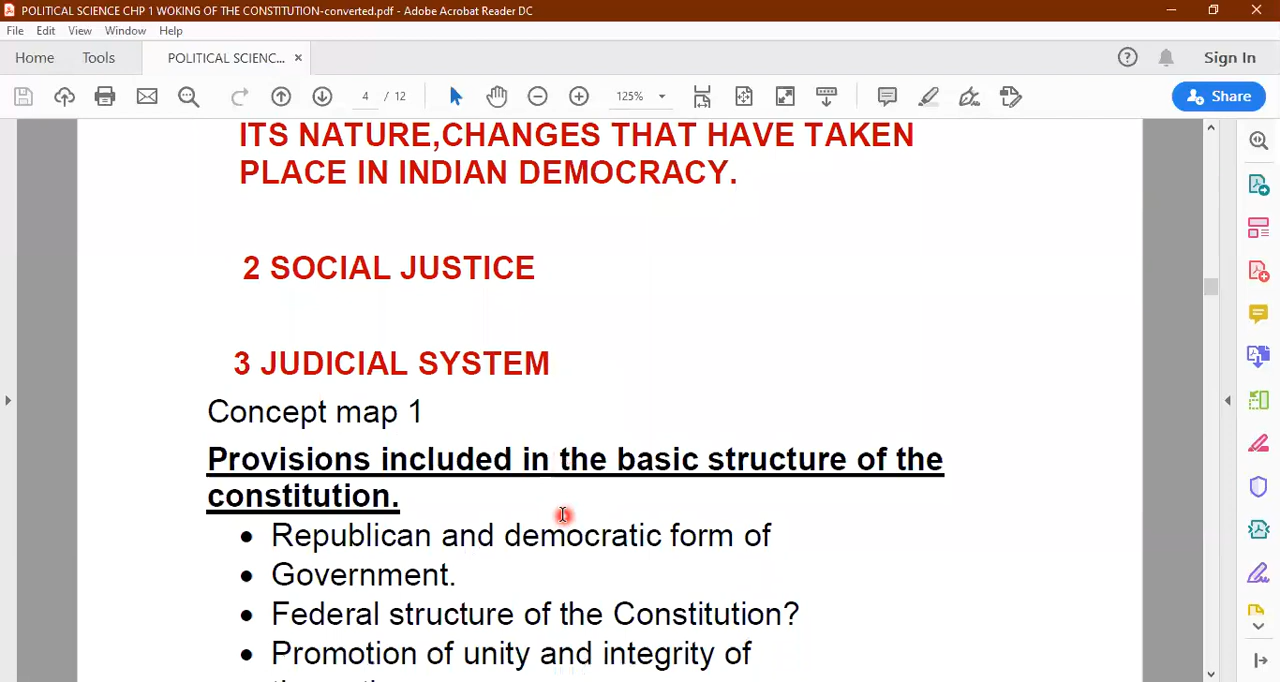 POLITICAL SCIENCE CHP 1 WOKING OF THE CONSTITUTION-converted.pdf - Adobe Acrobat Reader DC
File Edit View Window Help
Home Tools POLITICAL SCIENC... × Sign In
4 / 12 125% Share
ITS NATURE,CHANGES THAT HAVE TAKEN
PLACE IN INDIAN DEMOCRACY.
2 SOCIAL JUSTICE
3 JUDICIAL SYSTEM
Concept map 1
Provisions included in the basic structure of the
constitution.
• Republican and democratic form of
• Government.
• Federal structure of the Constitution?
• Promotion of unity and integrity of